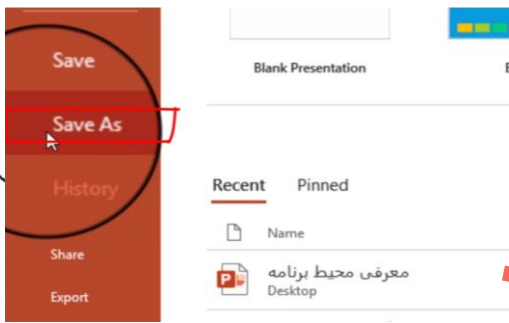 Save
Save As
History
Share
Export
Blank Presentation
Recent Pinned
Name
معرفی محیط برنامه
Desktop